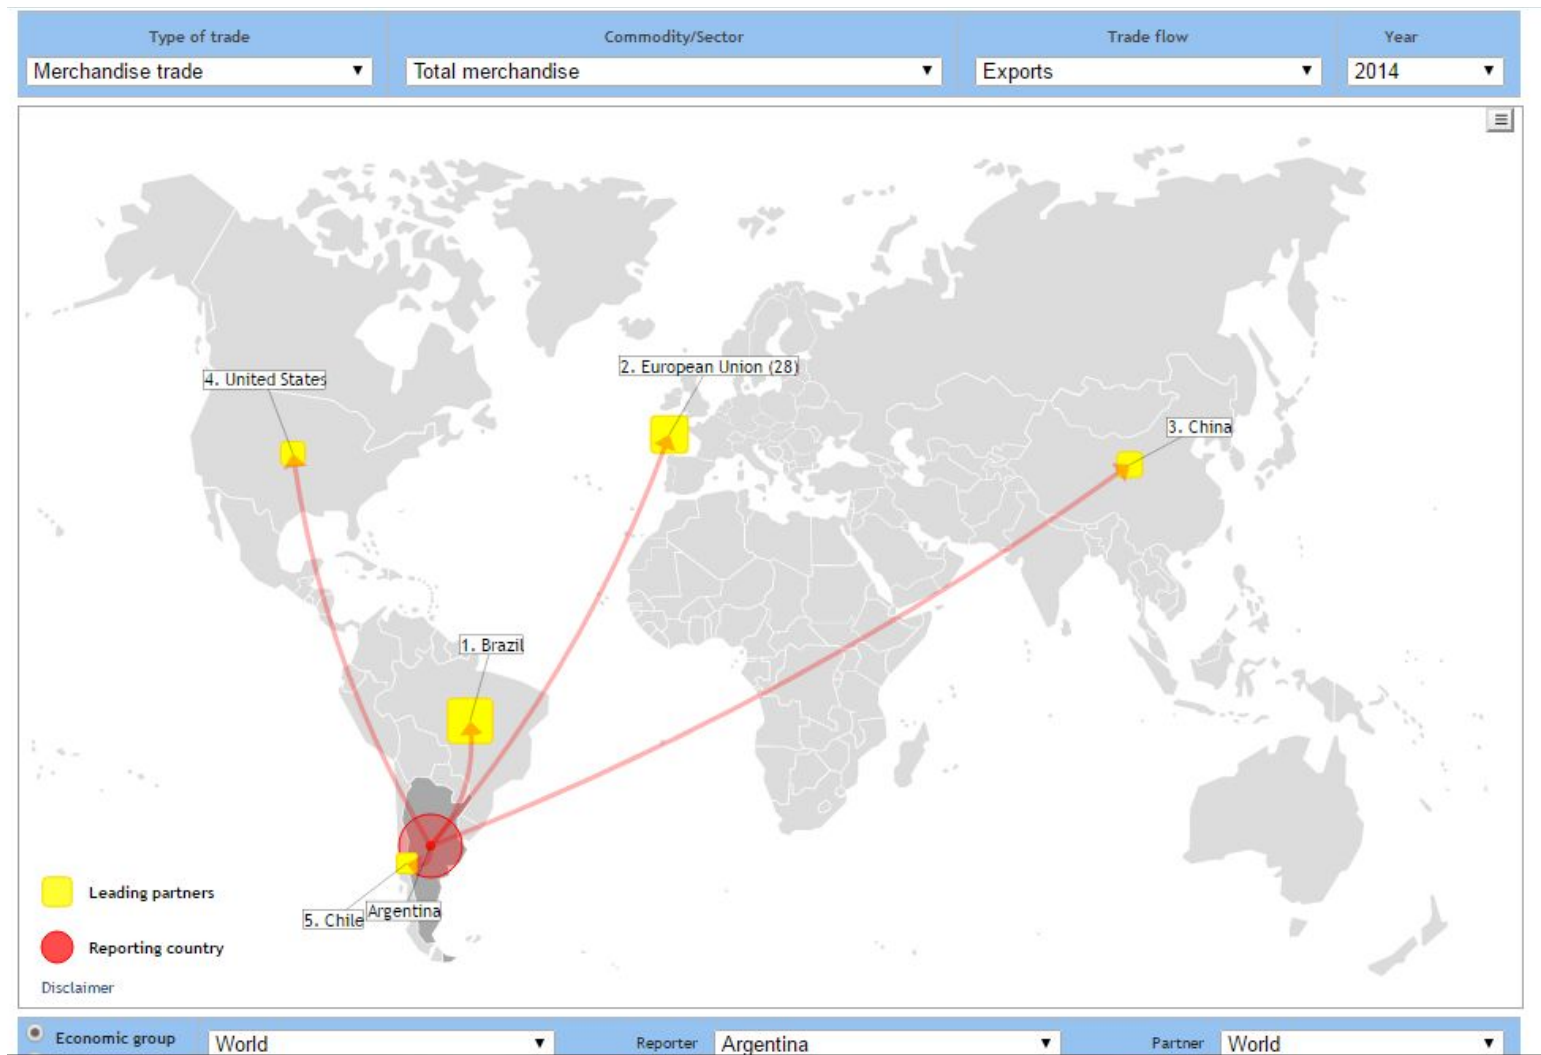 Type of trade Commodity/Sector Trade flow Year
Merchandise trade Total merchandise Exports 2014
4. United States
2. European Union (28)
3. China
1. Brazil
Leading partners
5. Chile Argentina
Reporting country
Disclaimer
Economic group World Reporter Argentina Partner World